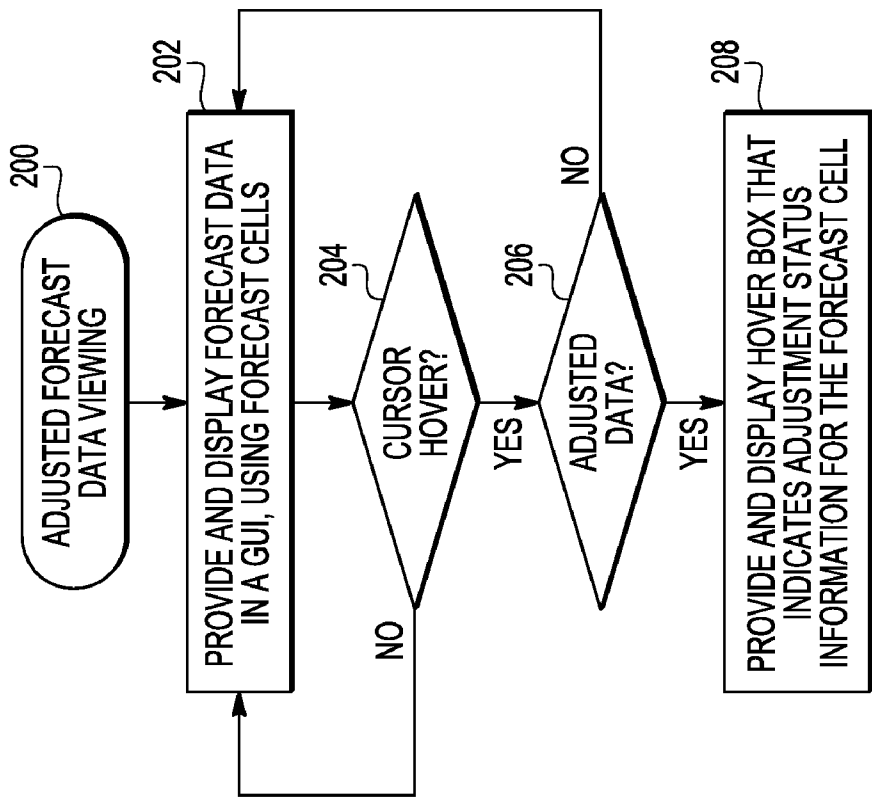 200
ADJUSTED FORECAST
DATA VIEWING
202
PROVIDE AND DISPLAY FORECAST DATA
IN A GUI, USING FORECAST CELLS
204
CURSOR
HOVER?
NO
YES
206
ADJUSTED
DATA?
NO
YES
208
PROVIDE AND DISPLAY HOVER BOX THAT
INDICATES ADJUSTMENT STATUS
INFORMATION FOR THE FORECAST CELL